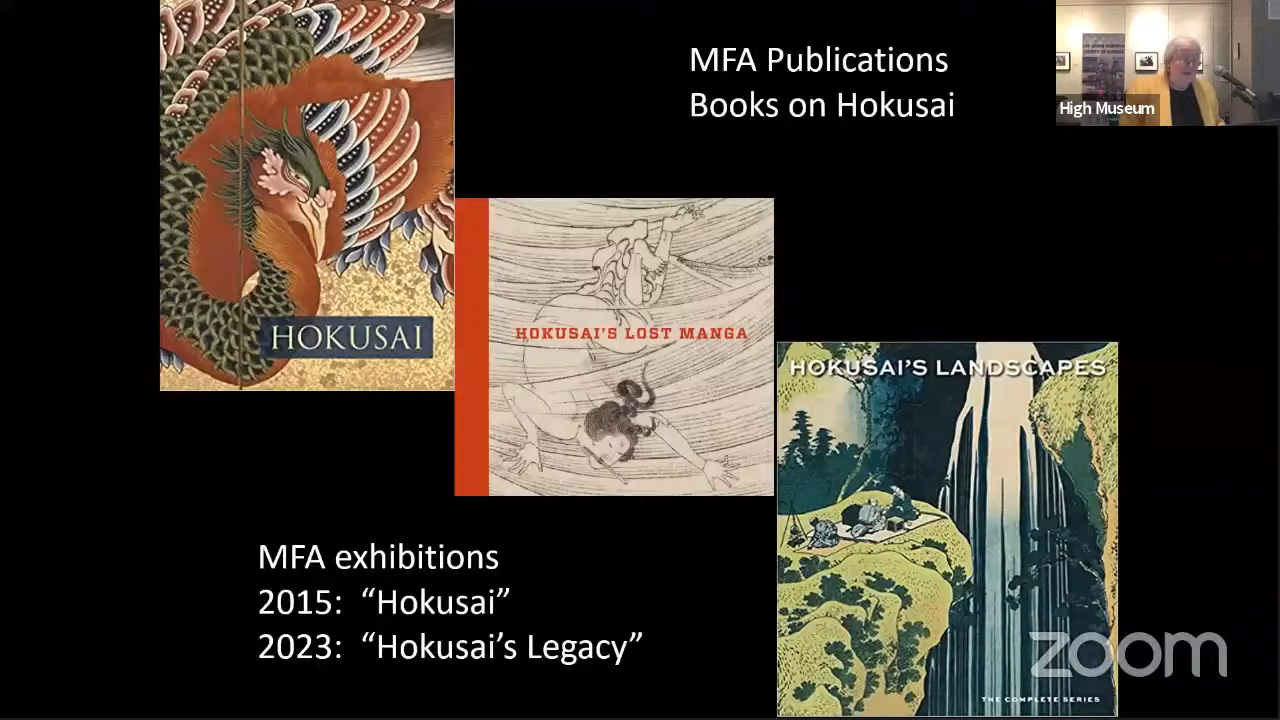 MFA Publications
Books on Hokusai
High Museum
HOKUSAI
HOKUSAI'S LOST MANGA
HOKUSAI'S LANDSCAPES
MFA exhibitions
2015:  “Hokusai”
2023:  “Hokusai’s Legacy”
zoom
THE COMPLETE SERIES